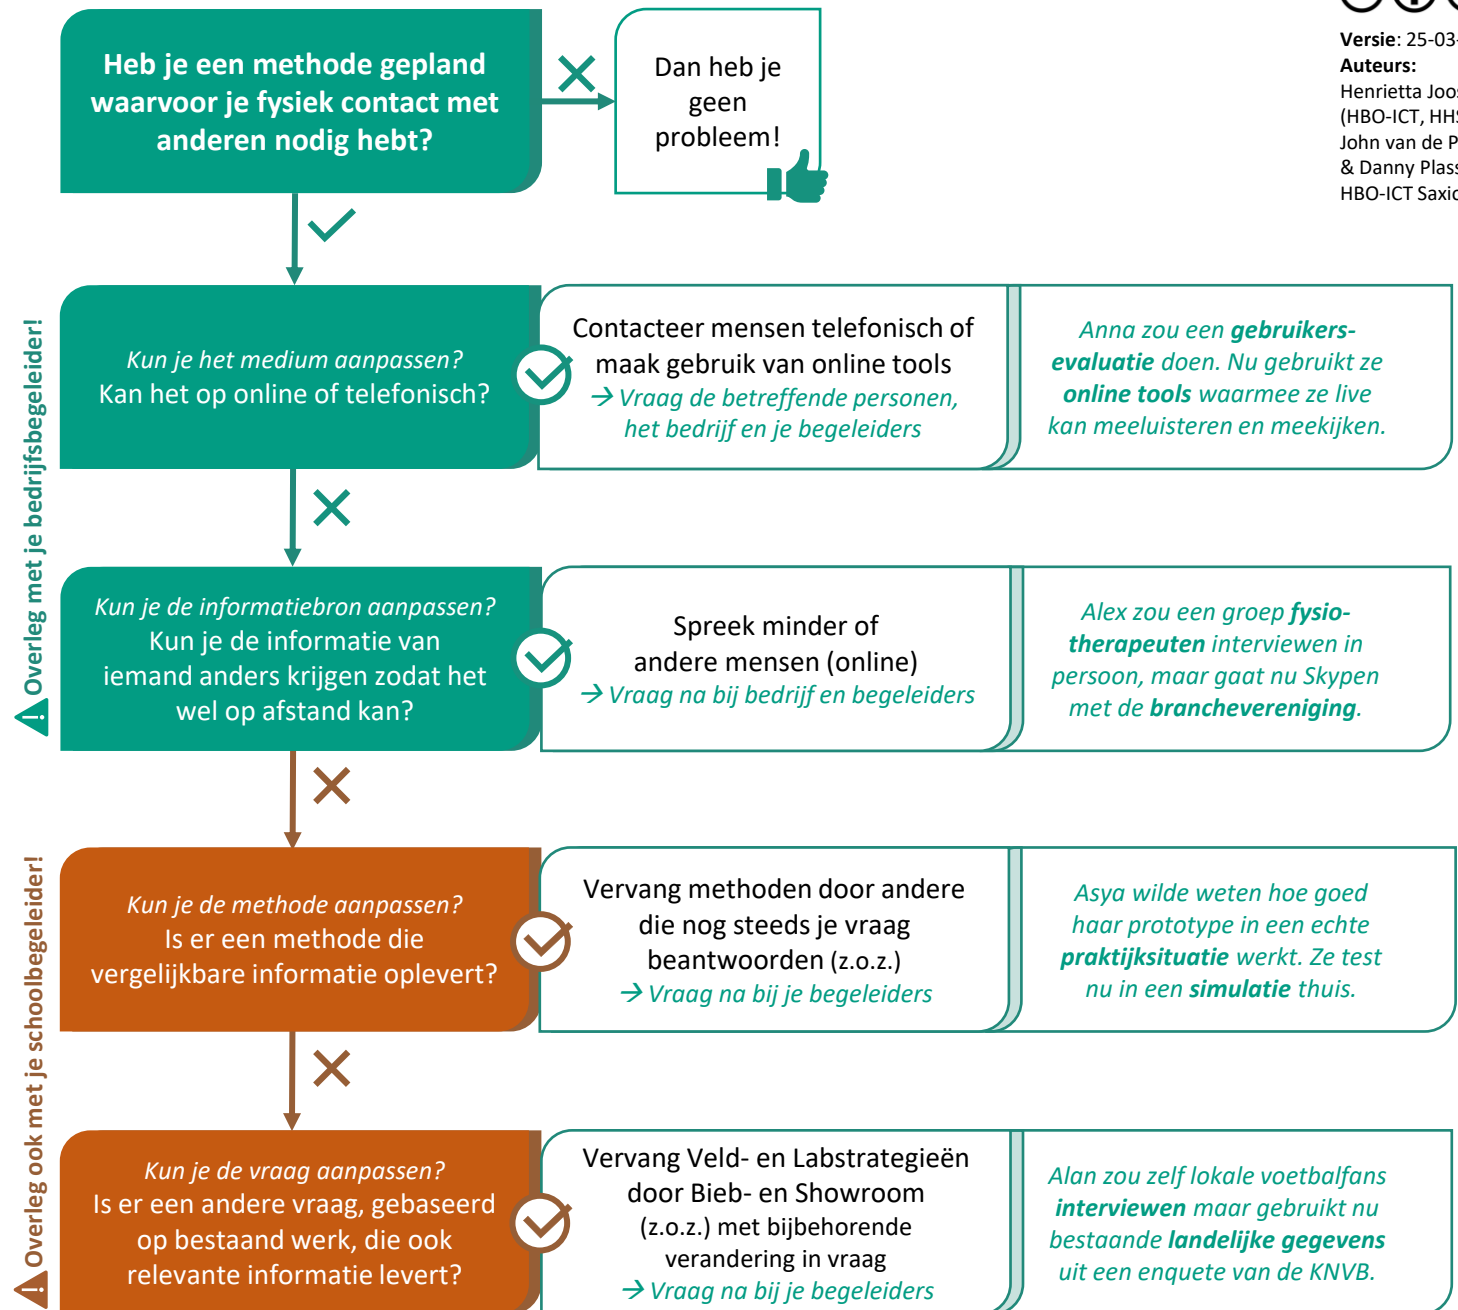 Heb je een methode gepland
waarvoor je fysiek contact met
anderen nodig hebt?
Dan heb je
geen
probleem!
Versie: 25-03-
Auteurs:
Henrietta Joos
(HBO-ICT, HHS
John van de P
& Danny Plass
HBO-ICT Saxio
Overleg met je bedrijfsbegeleider!
Kun je het medium aanpassen?
Kan het op online of telefonisch?
Contacteer mensen telefonisch of
maak gebruik van online tools
→ Vraag de betreffende personen,
het bedrijf en je begeleiders
Anna zou een gebruikers-
evaluatie doen. Nu gebruikt ze
online tools waarmee ze live
kan meeluisteren en meekijken.
Kun je de informatiebron aanpassen?
Kun je de informatie van
iemand anders krijgen zodat het
wel op afstand kan?
Spreek minder of
andere mensen (online)
→ Vraag na bij bedrijf en begeleiders
Alex zou een groep fysio-
therapeuten interviewen in
persoon, maar gaat nu Skypen
met de branchevereniging.
Overleg ook met je schoolbegeleider!
Kun je de methode aanpassen?
Is er een methode die
vergelijkbare informatie oplevert?
Vervang methoden door andere
die nog steeds je vraag
beantwoorden (z.o.z.)
→ Vraag na bij je begeleiders
Asya wilde weten hoe goed
haar prototype in een echte
praktijksituatie werkt. Ze test
nu in een simulatie thuis.
Kun je de vraag aanpassen?
Is er een andere vraag, gebaseerd
op bestaand werk, die ook
relevante informatie levert?
Vervang Veld- en Labstrategieën
door Bieb- en Showroom
(z.o.z.) met bijbehorende
verandering in vraag
→ Vraag na bij je begeleiders
Alan zou zelf lokale voetbalfans
interviewen maar gebruikt nu
bestaande landelijke gegevens
uit een enquete van de KNVB.